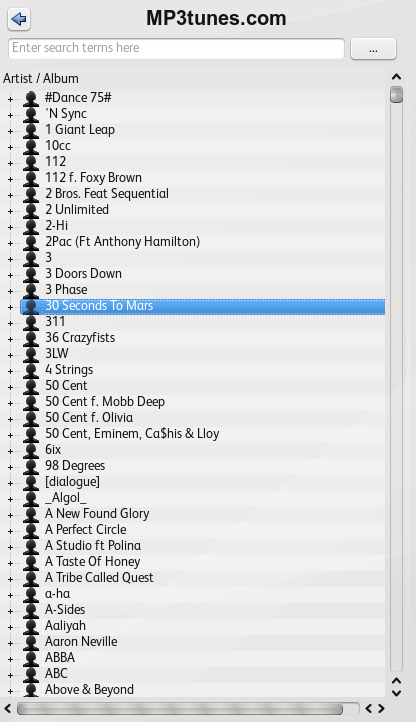 MP3tunes.com
Enter search terms here
...
Artist / Album
#Dance 75#
'N Sync
1 Giant Leap
10cc
112
112 f. Foxy Brown
2 Bros. Feat Sequential
2 Unlimited
2-Hi
2Pac (Ft Anthony Hamilton)
3
3 Doors Down
3 Phase
30 Seconds To Mars
311
36 Crazyfists
3LW
4 Strings
50 Cent
50 Cent f. Mobb Deep
50 Cent f. Olivia
50 Cent, Eminem, Ca$his & Lloy
6ix
98 Degrees
[dialogue]
_Algol_
A New Found Glory
A Perfect Circle
A Studio ft Polina
A Taste Of Honey
A Tribe Called Quest
a-ha
A-Sides
Aaliyah
Aaron Neville
ABBA
ABC
Above & Beyond